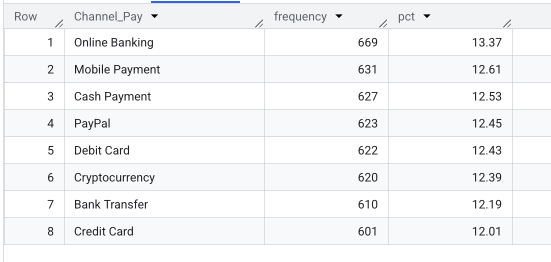 Row Channel_Pay frequency pct
1 Online Banking 669 13.37
2 Mobile Payment 631 12.61
3 Cash Payment 627 12.53
4 PayPal 623 12.45
5 Debit Card 622 12.43
6 Cryptocurrency 620 12.39
7 Bank Transfer 610 12.19
8 Credit Card 601 12.01